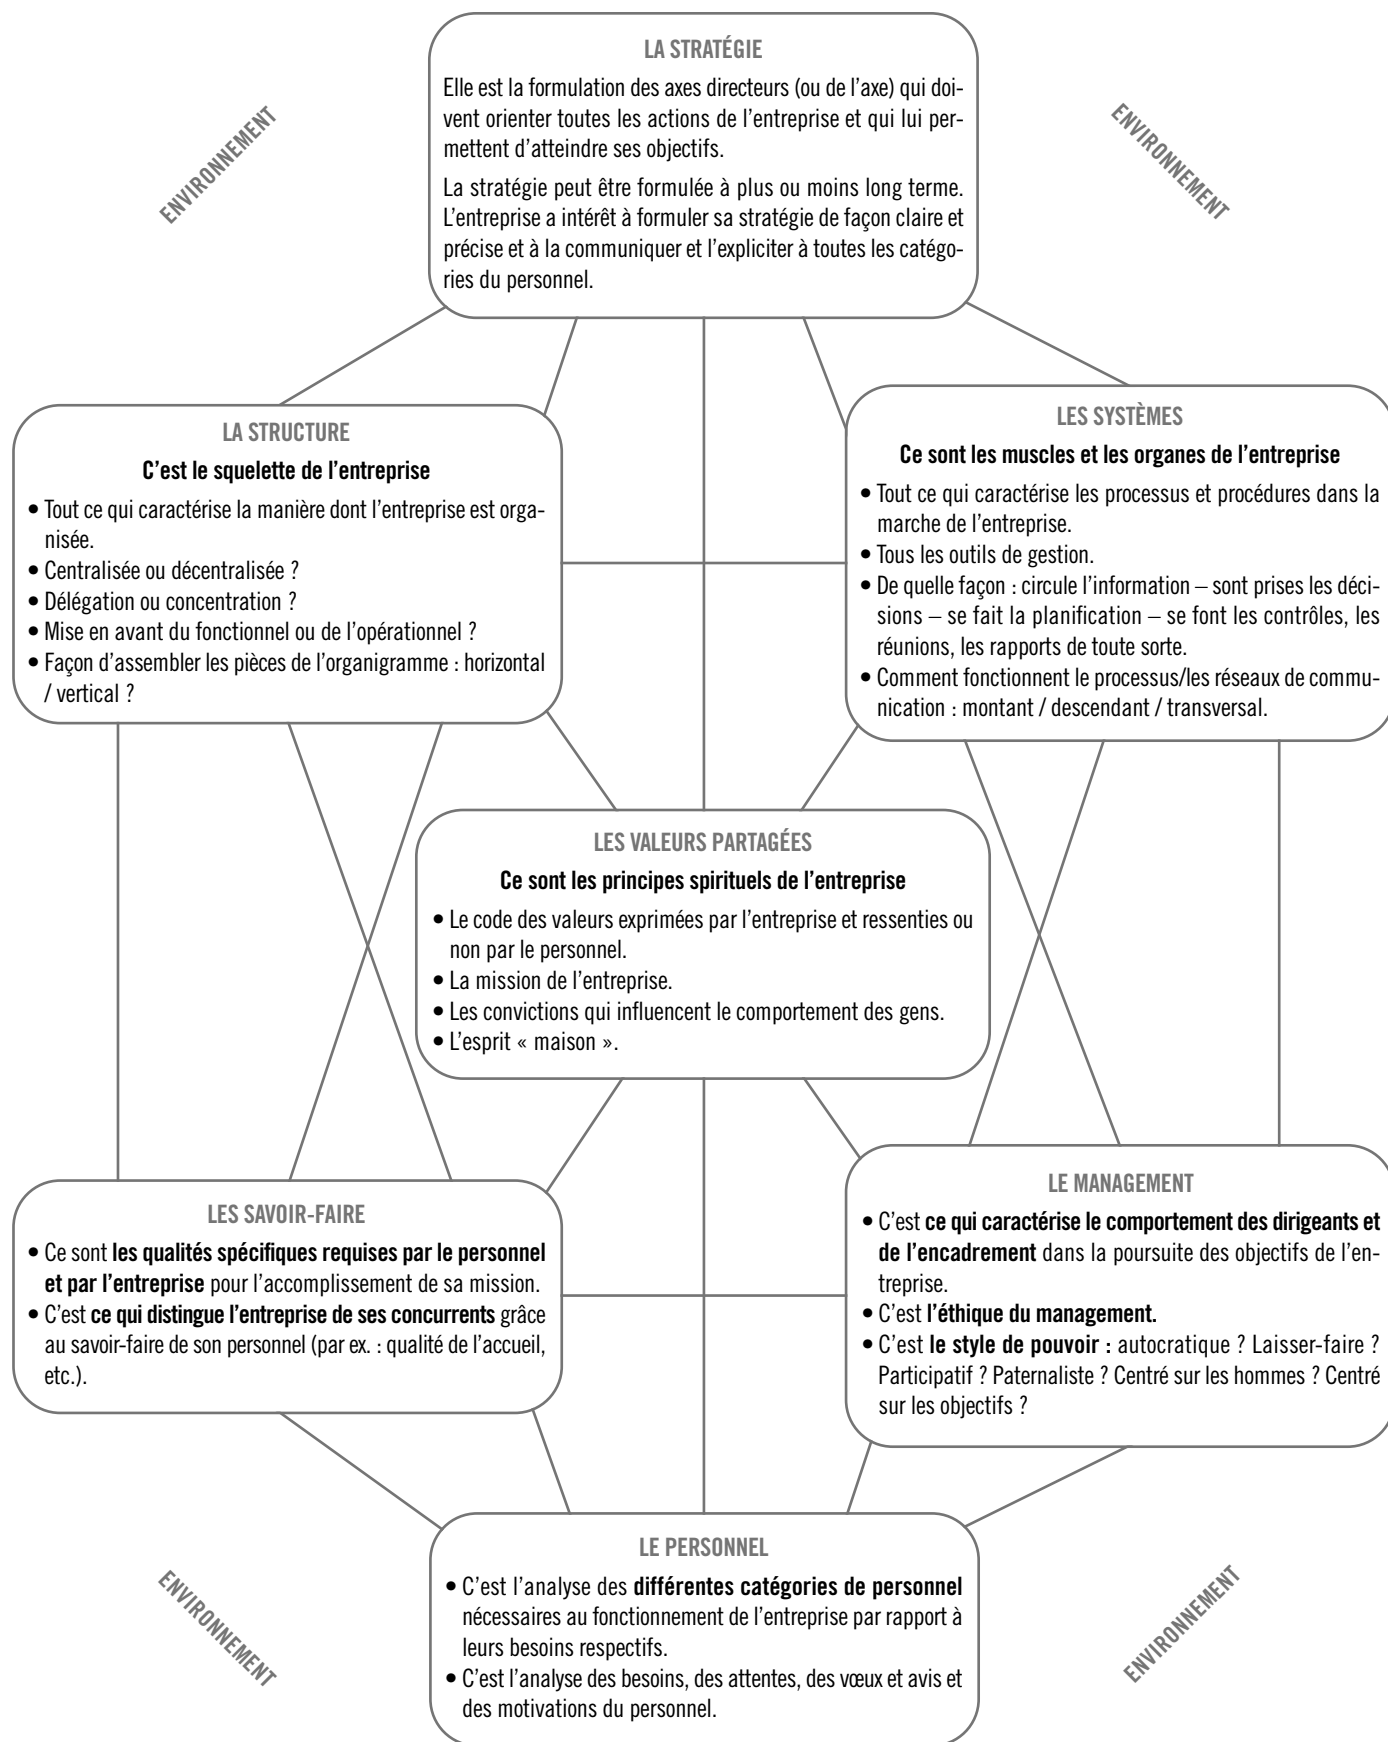 LA STRATÉGIE
Elle est la formulation des axes directeurs (ou de l'axe) qui doi-
vent orienter toutes les actions de l'entreprise et qui lui per-
mettent d'atteindre ses objectifs.
La stratégie peut être formulée à plus ou moins long terme.
L'entreprise a intérêt à formuler sa stratégie de façon claire et
précise et à la communiquer et l'expliciter à toutes les catégo-
ries du personnel.
ENVIRONNEMENT
ENVIRONNEMENT
LA STRUCTURE
C'est le squelette de l'entreprise
• Tout ce qui caractérise la manière dont l'entreprise est orga-
nisée.
• Centralisée ou décentralisée ?
• Délégation ou concentration ?
• Mise en avant du fonctionnel ou de l'opérationnel ?
• Façon d'assembler les pièces de l'organigramme : horizontal
/ vertical ?
LES SYSTÈMES
Ce sont les muscles et les organes de l'entreprise
• Tout ce qui caractérise les processus et procédures dans la
marche de l'entreprise.
• Tous les outils de gestion.
• De quelle façon : circule l'information – sont prises les déci-
sions – se fait la planification – se font les contrôles, les
réunions, les rapports de toute sorte.
• Comment fonctionnent le processus/les réseaux de commu-
nication : montant / descendant / transversal.
LES VALEURS PARTAGÉES
Ce sont les principes spirituels de l'entreprise
• Le code des valeurs exprimées par l'entreprise et ressenties ou
non par le personnel.
• La mission de l'entreprise.
• Les convictions qui influencent le comportement des gens.
• L'esprit « maison ».
LES SAVOIR-FAIRE
• Ce sont les qualités spécifiques requises par le personnel
et par l'entreprise pour l'accomplissement de sa mission.
• C'est ce qui distingue l'entreprise de ses concurrents grâce
au savoir-faire de son personnel (par ex. : qualité de l'accueil,
etc.).
LE MANAGEMENT
• C'est ce qui caractérise le comportement des dirigeants et
de l'encadrement dans la poursuite des objectifs de l'en-
treprise.
• C'est l'éthique du management.
• C'est le style de pouvoir : autocratique ? Laisser-faire ?
Participatif ? Paternaliste ? Centré sur les hommes ? Centré
sur les objectifs ?
LE PERSONNEL
• C'est l'analyse des différentes catégories de personnel
nécessaires au fonctionnement de l'entreprise par rapport à
leurs besoins respectifs.
• C'est l'analyse des besoins, des attentes, des vœux et avis et
des motivations du personnel.
ENVIRONNEMENT
ENVIRONNEMENT